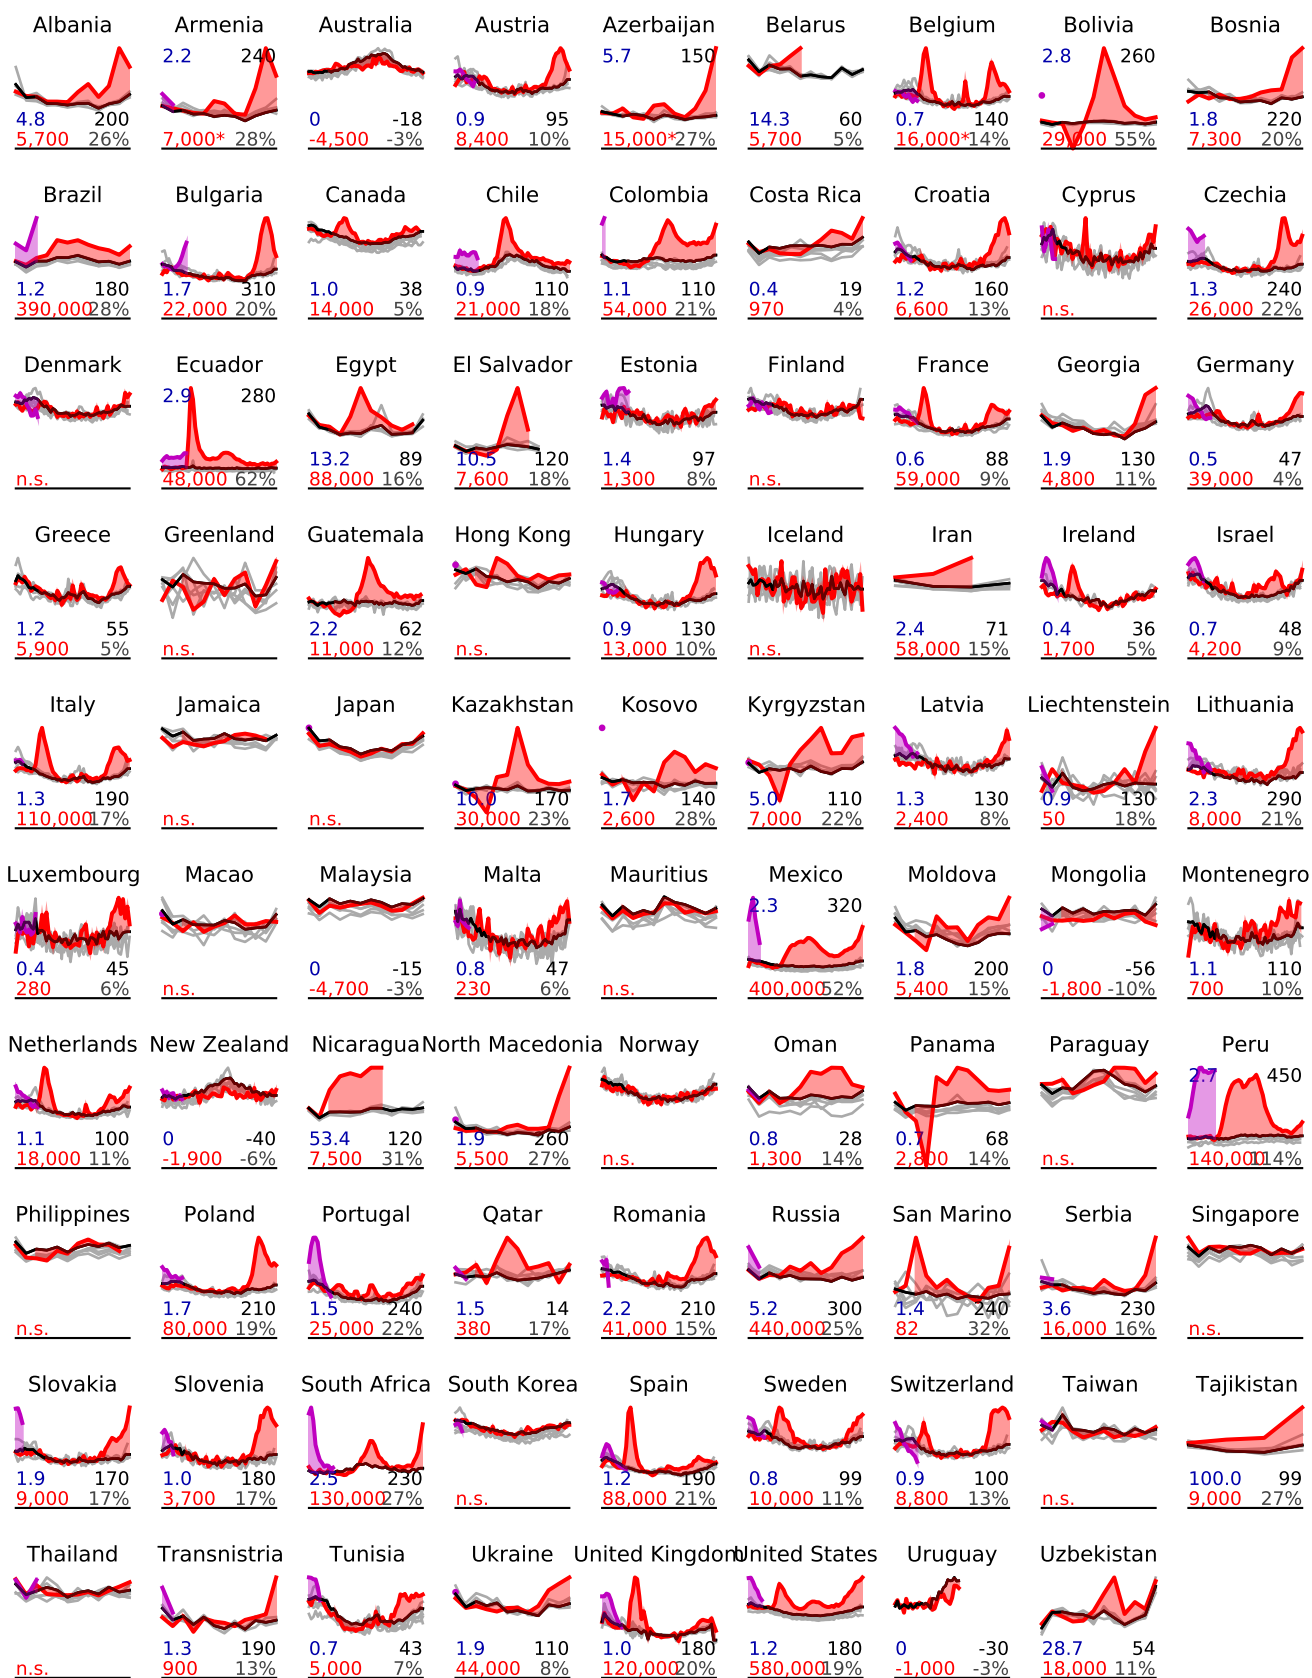 Albania Armenia Australia Austria Azerbaijan Belarus Belgium Bolivia Bosnia
2.2 240 5.7 150 2.8 260
4.8 200 0 -18 0.9 95 14.3 60 0.7 140 1.8 220
5,700 26% 7,000* 28% -4,500 -3% 8,400 10% 15,000* 27% 5,700 5% 16,000* 14% 29,000 55% 7,300 20%
Brazil Bulgaria Canada Chile Colombia Costa Rica Croatia Cyprus Czechia
1.2 180 1.7 310 1.0 38 0.9 110 1.1 110 0.4 19 1.2 160 1.3 240
390,000 28% 22,000 20% 14,000 5% 21,000 18% 54,000 21% 970 4% 6,600 13% n.s. 26,000 22%
Denmark Ecuador Egypt El Salvador Estonia Finland France Georgia Germany
2.9 280
13.2 89 10.5 120 1.4 97 0.6 88 1.9 130 0.5 47
n.s. 48,000 62% 88,000 16% 7,600 18% 1,300 8% n.s. 59,000 9% 4,800 11% 39,000 4%
Greece Greenland Guatemala Hong Kong Hungary Iceland Iran Ireland Israel
1.2 55 2.2 62 0.9 130 2.4 71 0.4 36 0.7 48
5,900 5% n.s. 11,000 12% n.s. 13,000 10% n.s. 58,000 15% 1,700 5% 4,200 9%
Italy Jamaica Japan Kazakhstan Kosovo Kyrgyzstan Latvia Liechtenstein Lithuania
1.3 190 10.0 170 1.7 140 5.0 110 1.3 130 0.9 130 2.3 290
110,000 17% n.s. n.s. 30,000 23% 2,600 28% 7,000 22% 2,400 8% 50 18% 8,000 21%
Luxembourg Macao Malaysia Malta Mauritius Mexico Moldova Mongolia Montenegro
2.3 320
0.4 45 0 -15 0.8 47 1.8 200 0 -56 1.1 110
280 6% n.s. -4,700 -3% 230 6% n.s. 400,000 52% 5,400 15% -1,800 -10% 700 10%
Netherlands New Zealand Nicaragua North Macedonia Norway Oman Panama Paraguay Peru
2.7 450
1.1 100 0 -40 53.4 120 1.9 260 0.8 28 0.7 68
18,000 11% -1,900 -6% 7,500 31% 5,500 27% n.s. 1,300 14% 2,800 14% n.s. 140,000 114%
Philippines Poland Portugal Qatar Romania Russia San Marino Serbia Singapore
1.7 210 1.5 240 1.5 14 2.2 210 5.2 300 1.4 240 3.6 230
n.s. 80,000 19% 25,000 22% 380 17% 41,000 15% 440,000 25% 82 32% 16,000 16% n.s.
Slovakia Slovenia South Africa South Korea Spain Sweden Switzerland Taiwan Tajikistan
1.9 170 1.0 180 2.5 230 1.2 190 0.8 99 0.9 100 100.0 99
9,000 17% 3,700 17% 130,000 27% n.s. 88,000 21% 10,000 11% 8,800 13% n.s. 9,000 27%
Thailand Transnistria Tunisia Ukraine United Kingdom United States Uruguay Uzbekistan
1.3 190 0.7 43 1.9 110 1.0 180 1.2 180 0 -30 28.7 54
n.s. 900 13% 5,000 7% 44,000 8% 120,000 20% 580,000 19% -1,000 -3% 18,000 11%